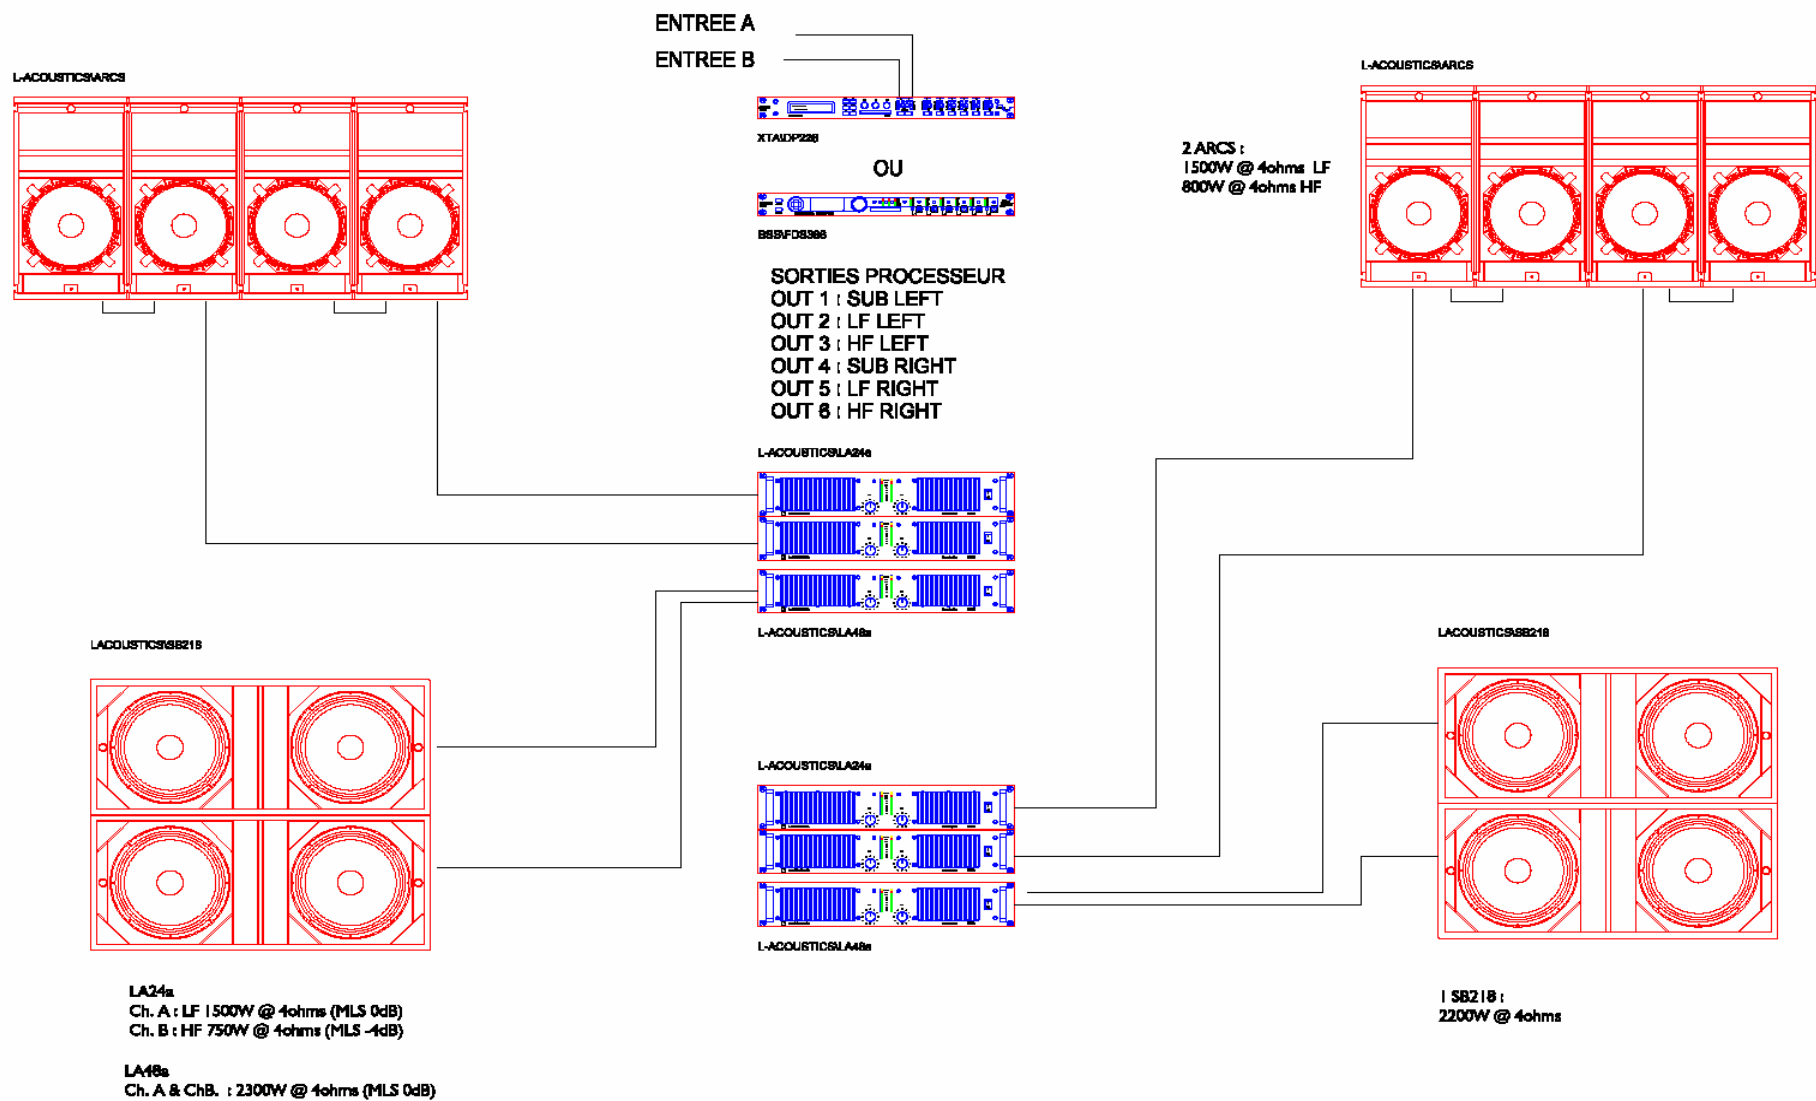 ENTREE A
ENTREE B
L-ACOUSTICS\ARCS
L-ACOUSTICS\ARCS
XTA\DP226
2 ARCS :
1500W @ 4ohms LF
800W @ 4ohms HF
OU
BSS\FDS366
SORTIES PROCESSEUR
OUT 1 : SUB LEFT
OUT 2 : LF LEFT
OUT 3 : HF LEFT
OUT 4 : SUB RIGHT
OUT 5 : LF RIGHT
OUT 6 : HF RIGHT
L-ACOUSTICS\LA24a
L-ACOUSTICS\LA48a
LACOUSTICS\SB218
LACOUSTICS\SB218
L-ACOUSTICS\LA24a
L-ACOUSTICS\LA48a
LA24a
Ch. A : LF 1500W @ 4ohms (MLS 0dB)
Ch. B : HF 750W @ 4ohms (MLS -4dB)
1 SB218 :
2200W @ 4ohms
LA48a
Ch. A & ChB. : 2300W @ 4ohms (MLS 0dB)